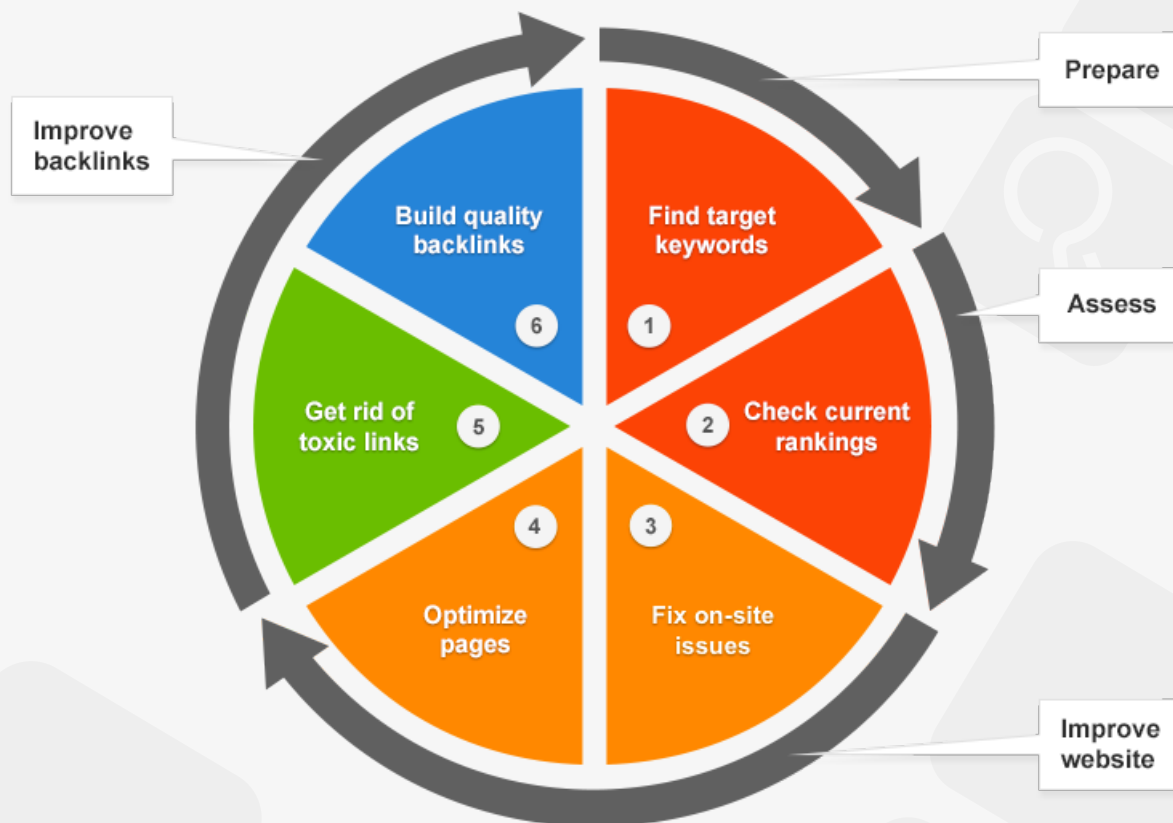 Prepare
Improve
backlinks
Build quality
backlinks
6
Find target
keywords
1
Assess
Get rid of
toxic links
5
2
Check current
rankings
4
Optimize
pages
3
Fix on-site
issues
Improve
website